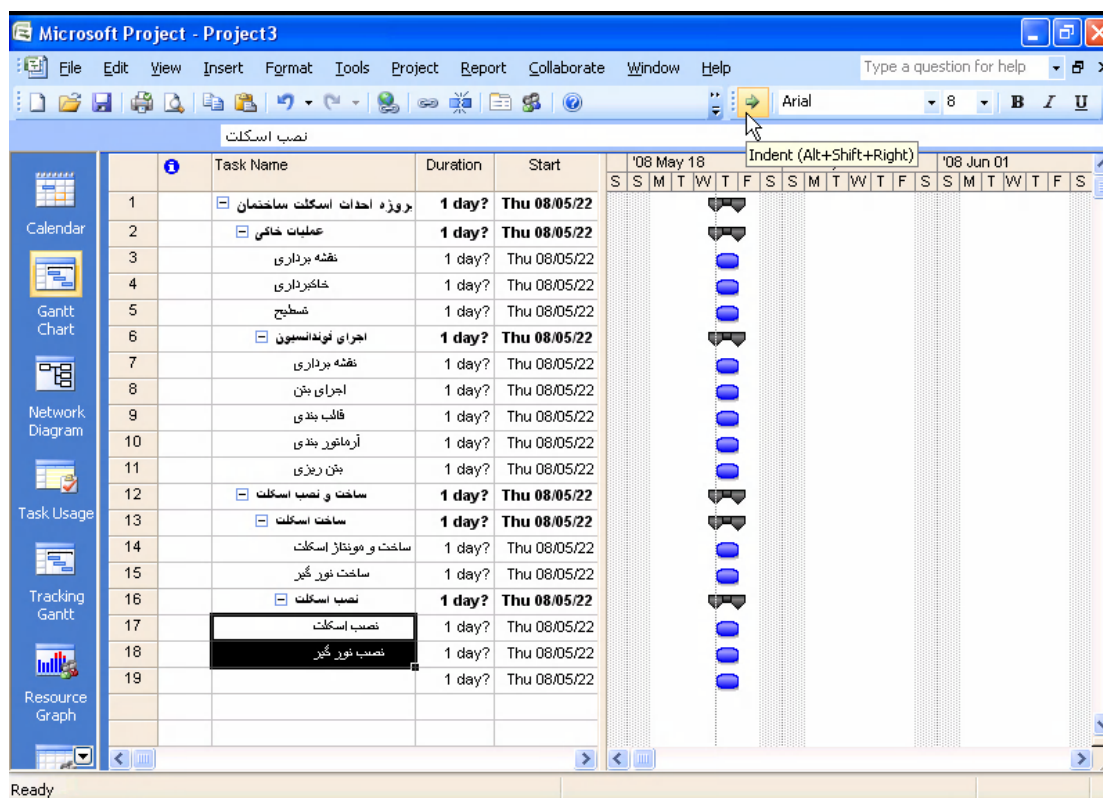 Microsoft Project - Project3
File Edit View Insert Format Tools Project Report Collaborate Window Help Type a question for help
Arial 8 B I U
نصب اسکلت
Indent (Alt+Shift+Right)
Task Name Duration Start '08 May 18 '08 Jun 01
S S M T W T F S S M T W T F S S M T W T F S
1 پروژه احداث اسکلت ساختمان 1 day? Thu 08/05/22
2 عملیات خاکی 1 day? Thu 08/05/22
3 نقشه برداری 1 day? Thu 08/05/22
4 خاکبرداری 1 day? Thu 08/05/22
5 تسطیح 1 day? Thu 08/05/22
6 اجرای فوندانسیون 1 day? Thu 08/05/22
7 نقشه برداری 1 day? Thu 08/05/22
8 اجرای بتن 1 day? Thu 08/05/22
9 قالب بندی 1 day? Thu 08/05/22
10 آرماتور بندی 1 day? Thu 08/05/22
11 بتن ریزی 1 day? Thu 08/05/22
12 ساخت و نصب اسکلت 1 day? Thu 08/05/22
13 ساخت اسکلت 1 day? Thu 08/05/22
14 ساخت و مونتاژ اسکلت 1 day? Thu 08/05/22
15 ساخت نور گیر 1 day? Thu 08/05/22
16 نصب اسکلت 1 day? Thu 08/05/22
17 نصب اسکلت 1 day? Thu 08/05/22
18 نصب نور گیر 1 day? Thu 08/05/22
19 1 day? Thu 08/05/22
Calendar
Gantt
Chart
Network
Diagram
Task Usage
Tracking
Gantt
Resource
Graph
Ready